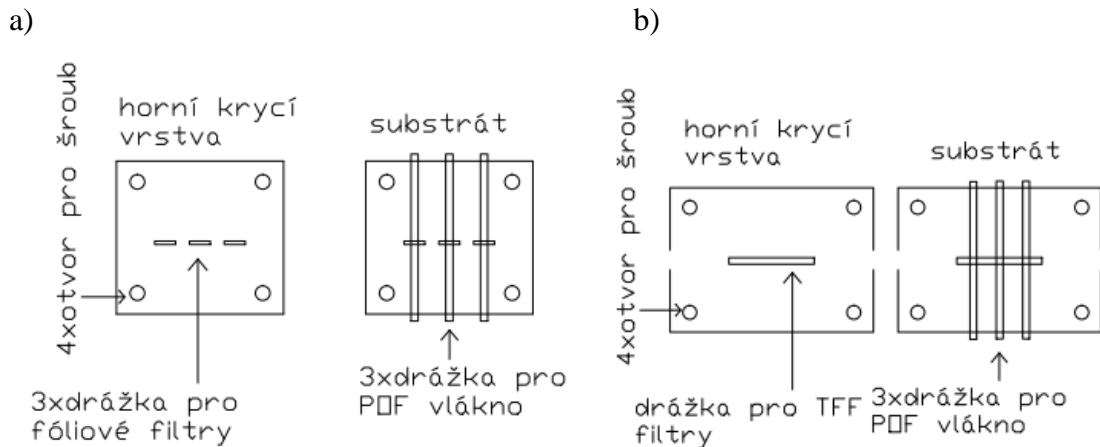 a)
4xotvor pro šroub
horní krycí
vrstva
substrát
3xdrážka pro
fóliové filtry
3xdrážka pro
POF vlákno
b)
4xotvor pro šroub
horní krycí
vrstva
substrát
drážka pro TFF
filtry
3xdrážka pro
POF vlákno